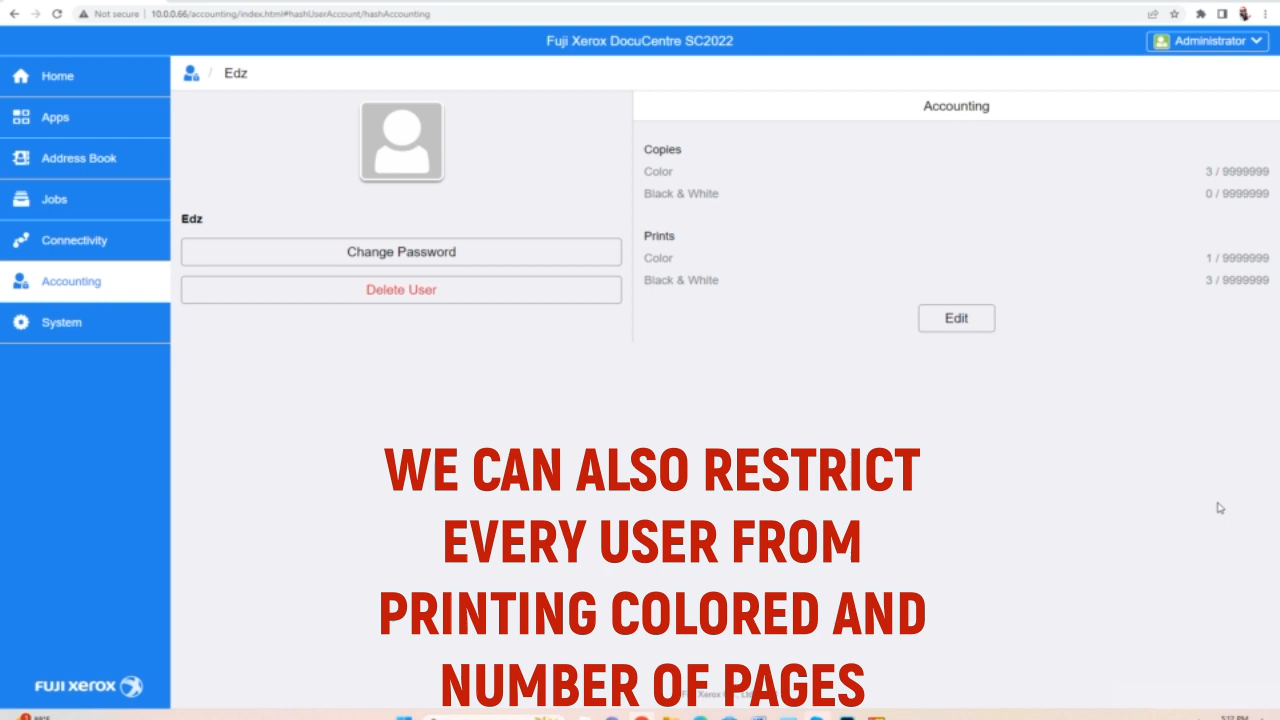 Not secure | 10.0.0.66/accounting/index.html#hashUserAccount/hashAccounting
Fuji Xerox DocuCentre SC2022
Administrator
Home
Apps
Address Book
Jobs
Connectivity
Accounting
System
FUJI XEROX
/ Edz
Edz
Change Password
Delete User
Accounting
Copies
Color 3 / 9999999
Black & White 0 / 9999999
Prints
Color 1 / 9999999
Black & White 3 / 9999999
Edit
WE CAN ALSO RESTRICT
EVERY USER FROM
PRINTING COLORED AND
NUMBER OF PAGES